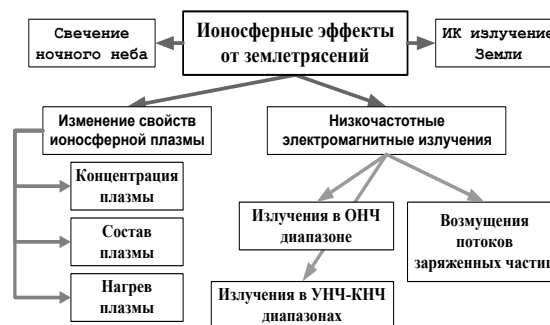 Свечение
ночного неба
Ионосферные эффекты
от землетрясений
ИК излучение
Земли
Изменение свойств
ионосферной плазмы
Низкочастотные
электромагнитные излучения
Концентрация
плазмы
Состав
плазмы
Нагрев
плазмы
Излучения в ОНЧ
диапазоне
Излучения в УНЧ-КНЧ
диапазонах
Возмущения
потоков
заряженных частиц